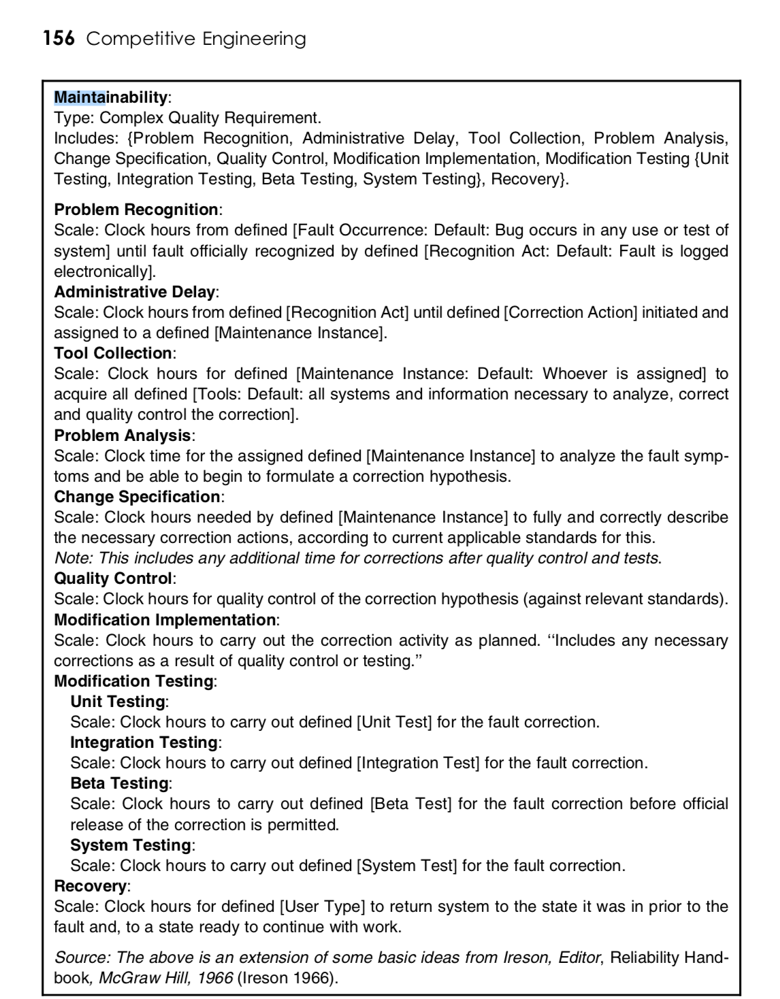 156 Competitive Engineering
Maintainability:
Type: Complex Quality Requirement.
Includes: {Problem Recognition, Administrative Delay, Tool Collection, Problem Analysis,
Change Specification, Quality Control, Modification Implementation, Modification Testing {Unit
Testing, Integration Testing, Beta Testing, System Testing}, Recovery}.
Problem Recognition:
Scale: Clock hours from defined [Fault Occurrence: Default: Bug occurs in any use or test of
system] until fault officially recognized by defined [Recognition Act: Default: Fault is logged
electronically].
Administrative Delay:
Scale: Clock hours from defined [Recognition Act] until defined [Correction Action] initiated and
assigned to a defined [Maintenance Instance].
Tool Collection:
Scale: Clock hours for defined [Maintenance Instance: Default: Whoever is assigned] to
acquire all defined [Tools: Default: all systems and information necessary to analyze, correct
and quality control the correction].
Problem Analysis:
Scale: Clock time for the assigned defined [Maintenance Instance] to analyze the fault symp-
toms and be able to begin to formulate a correction hypothesis.
Change Specification:
Scale: Clock hours needed by defined [Maintenance Instance] to fully and correctly describe
the necessary correction actions, according to current applicable standards for this.
Note: This includes any additional time for corrections after quality control and tests.
Quality Control:
Scale: Clock hours for quality control of the correction hypothesis (against relevant standards).
Modification Implementation:
Scale: Clock hours to carry out the correction activity as planned. ‘‘Includes any necessary
corrections as a result of quality control or testing.’’
Modification Testing:
Unit Testing:
Scale: Clock hours to carry out defined [Unit Test] for the fault correction.
Integration Testing:
Scale: Clock hours to carry out defined [Integration Test] for the fault correction.
Beta Testing:
Scale: Clock hours to carry out defined [Beta Test] for the fault correction before official
release of the correction is permitted.
System Testing:
Scale: Clock hours to carry out defined [System Test] for the fault correction.
Recovery:
Scale: Clock hours for defined [User Type] to return system to the state it was in prior to the
fault and, to a state ready to continue with work.
Source: The above is an extension of some basic ideas from Ireson, Editor, Reliability Hand-
book, McGraw Hill, 1966 (Ireson 1966).